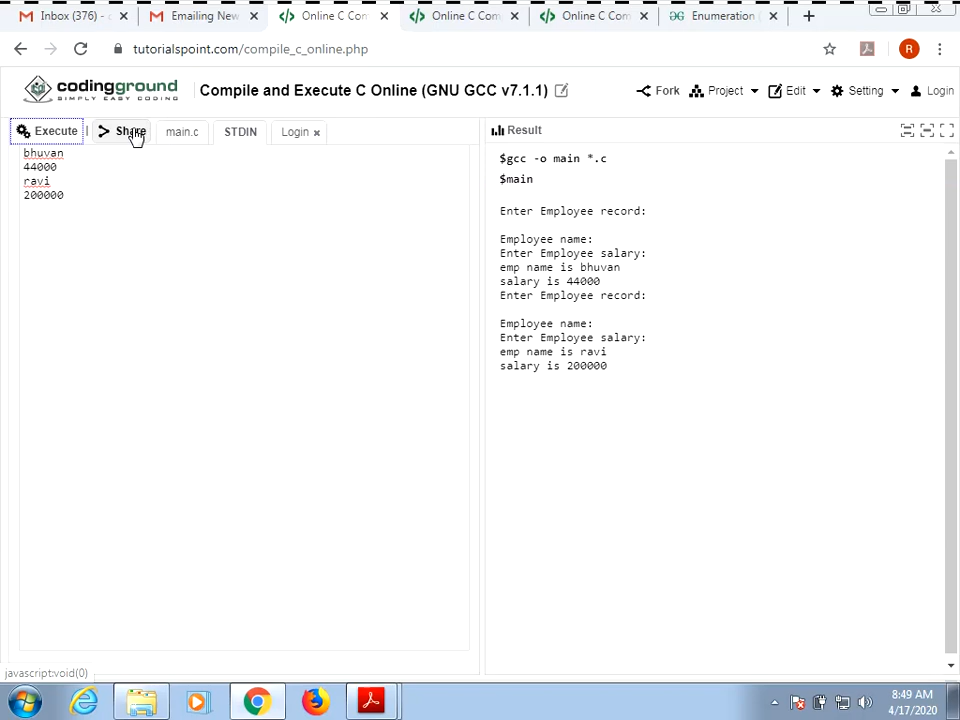 Inbox (376) -
Emailing New
Online C Com
Online C Com
Online C Com
Enumeration (
tutorialspoint.com/compile_c_online.php
R
codingground
SIMPLY EASY CODING
Compile and Execute C Online (GNU GCC v7.1.1)
Fork
Project
Edit
Setting
Login
Execute
|
Share
main.c
STDIN
Login
Result
bhuvan
44000
ravi
200000
$gcc -o main *.c
$main
Enter Employee record:
Employee name:
Enter Employee salary:
emp name is bhuvan
salary is 44000
Enter Employee record:
Employee name:
Enter Employee salary:
emp name is ravi
salary is 200000
javascript:void(0)
8:49 AM
4/17/2020